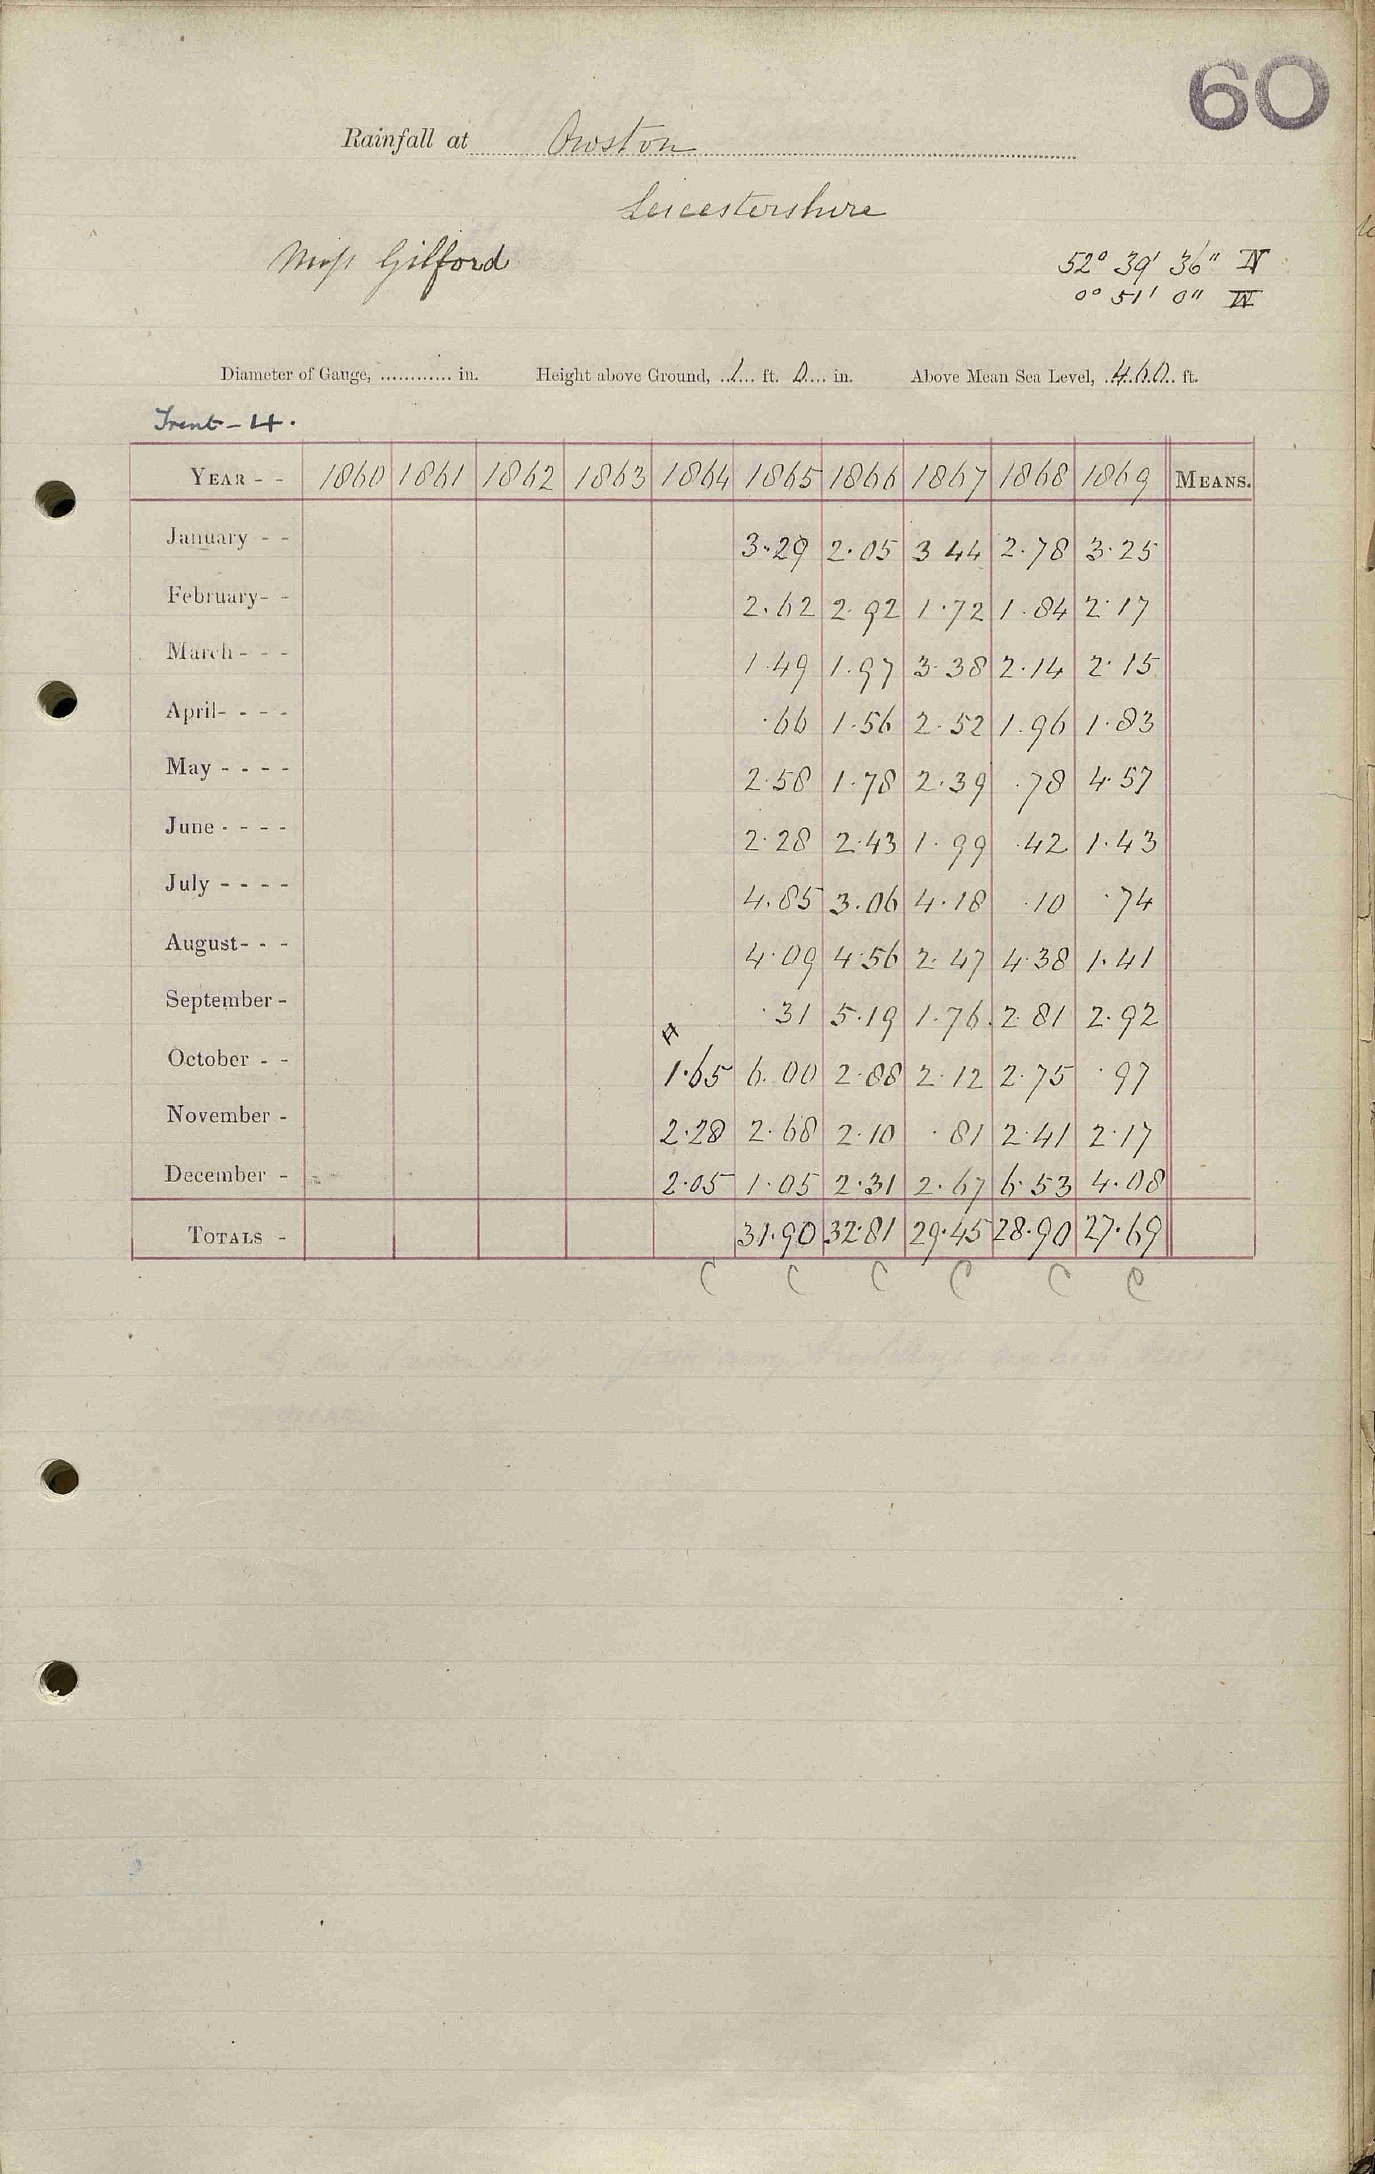 60
Rainfall at Owston
Leicestershire
Miss Gilford
52° 39' 36" N
0° 51' 0" W
Diameter of Gauge, ............ in. Height above Ground, 1 ft. 0 in. Above Mean Sea Level, 460 ft.
Trent - 4.
YEAR - - 1860 1861 1862 1863 1864 1865 1866 1867 1868 1869 MEANS.
January - - 3.29 2.05 3 44 2.78 3.25
February - - 2.62 2.92 1.72 1.84 2.17
March - - - 1.49 1.97 3.38 2.14 2.15
April - - - - .66 1.56 2.52 1.96 1.83
May - - - - 2.58 1.78 2.39 .78 4.57
June - - - - 2.28 2.43 1.99 .42 1.43
July - - - - 4.85 3.06 4.18 .10 .74
August - - - 4.09 4.56 2.47 4.38 1.41
September - .31 5.19 1.76 2.81 2.92
October - - 1.65 6.00 2.88 2.12 2.75 .97
November - 2.28 2.68 2.10 .81 2.41 2.17
December - 2.05 1.05 2.31 2.67 6.53 4.08
TOTALS - 31.90 32.81 29.45 28.90 27.69
C C C C C C